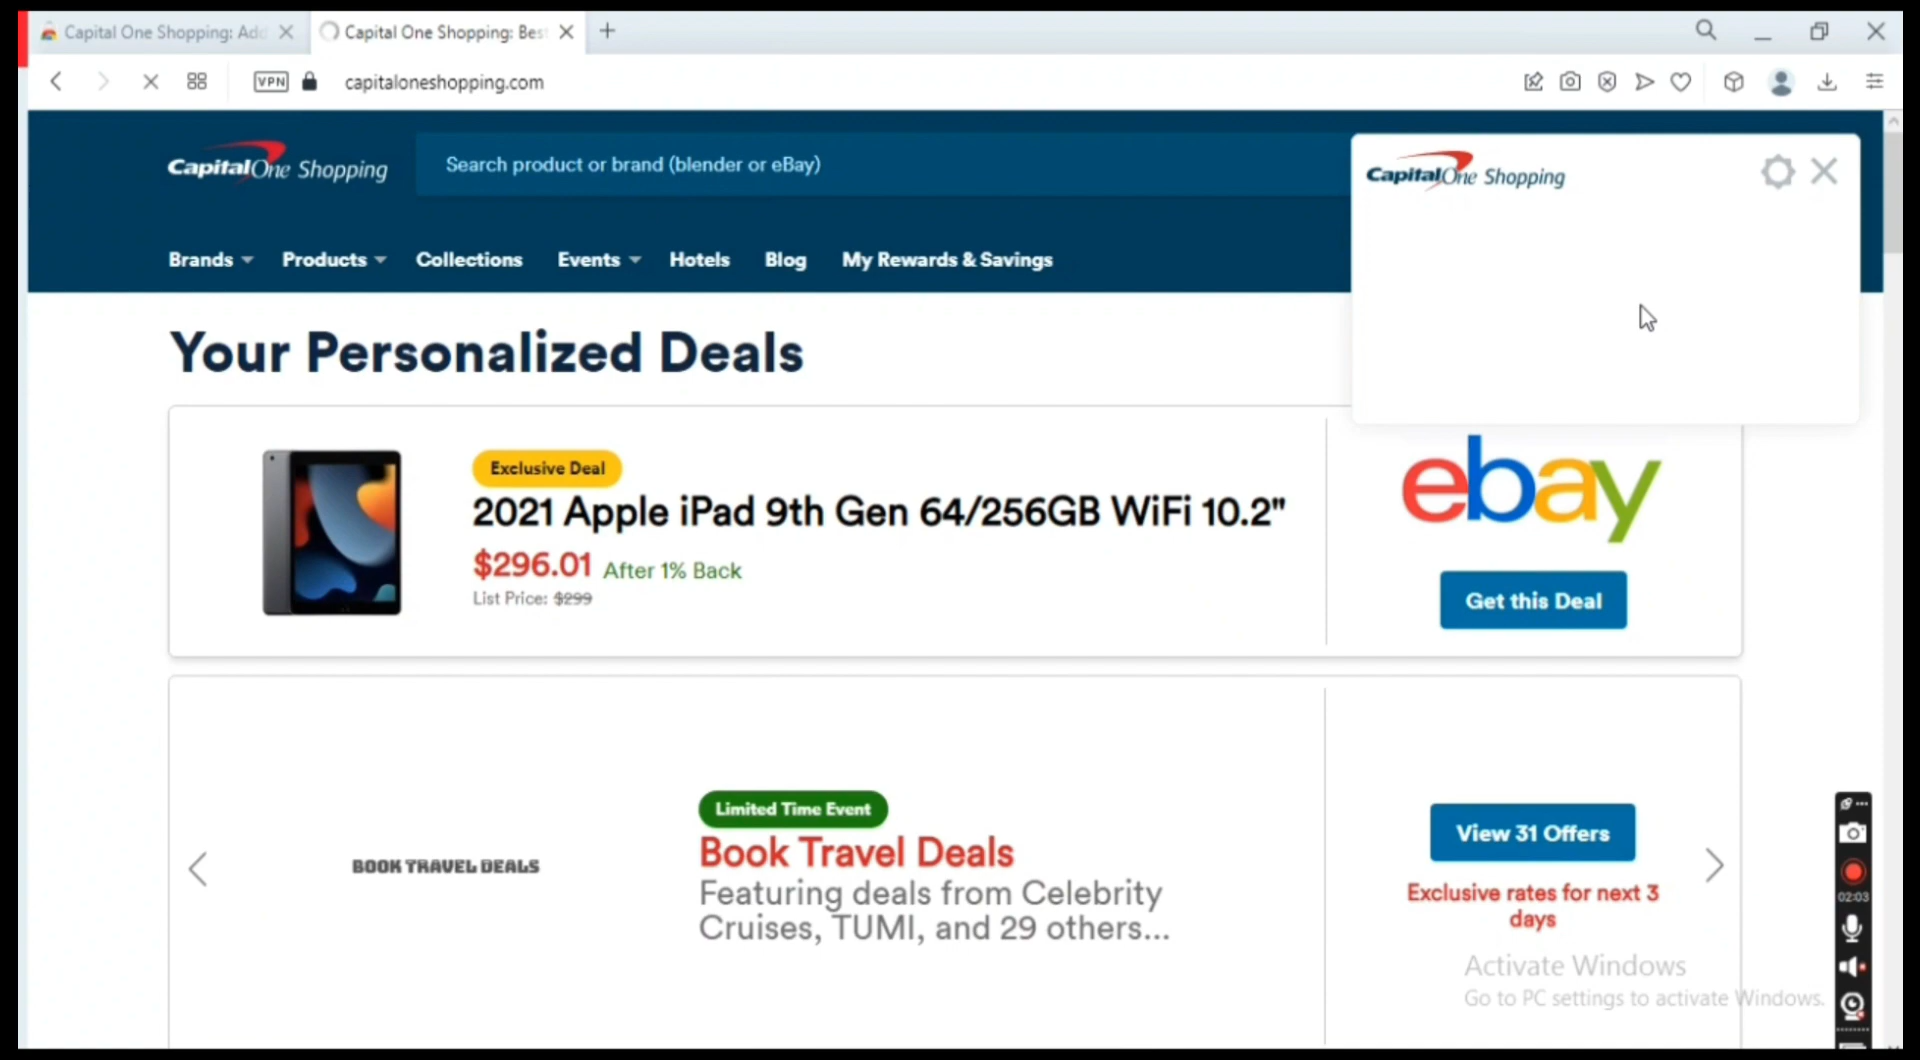 Capital One Shopping: Add
Capital One Shopping: Bes
VPN
capitaloneshopping.com
CapitalOne Shopping
Search product or brand (blender or eBay)
CapitalOne Shopping
Brands
Products
Collections
Events
Hotels
Blog
My Rewards & Savings
Your Personalized Deals
Exclusive Deal
2021 Apple iPad 9th Gen 64/256GB WiFi 10.2"
$296.01 After 1% Back
List Price: $299
ebay
Get this Deal
BOOK TRAVEL DEALS
Limited Time Event
Book Travel Deals
Featuring deals from Celebrity
Cruises, TUMI, and 29 others...
View 31 Offers
Exclusive rates for next 3
days
02:03
Activate Windows
Go to PC settings to activate Windows.